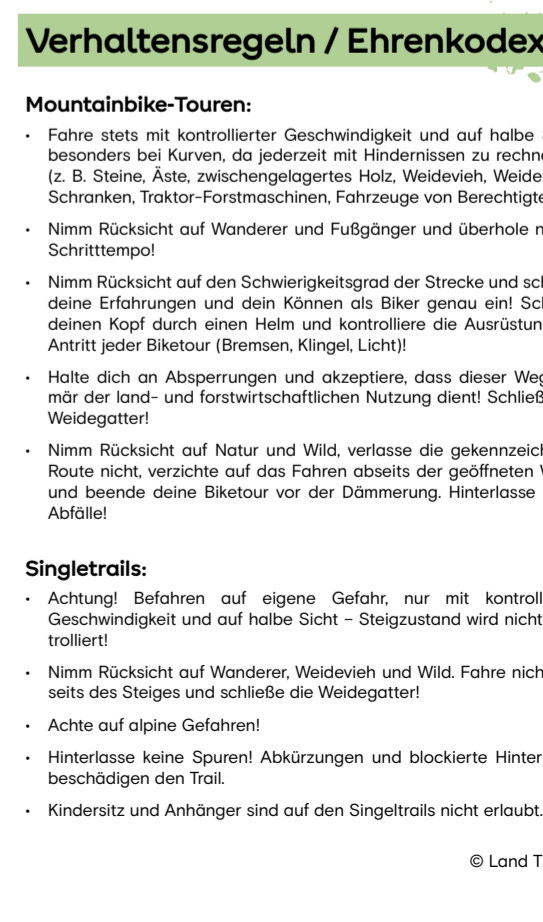 Verhaltensregeln / Ehrenkodex
Mountainbike-Touren:
• Fahre stets mit kontrollierter Geschwindigkeit und auf halbe
besonders bei Kurven, da jederzeit mit Hindernissen zu rechne
(z. B. Steine, Äste, zwischengelagertes Holz, Weidevieh, Weide
Schranken, Traktor-Forstmaschinen, Fahrzeuge von Berechtigte
• Nimm Rücksicht auf Wanderer und Fußgänger und überhole n
Schritttempo!
• Nimm Rücksicht auf den Schwierigkeitsgrad der Strecke und sc
deine Erfahrungen und dein Können als Biker genau ein! Sc
deinen Kopf durch einen Helm und kontrolliere die Ausrüstun
Antritt jeder Biketour (Bremsen, Klingel, Licht)!
• Halte dich an Absperrungen und akzeptiere, dass dieser Weg
mär der land- und forstwirtschaftlichen Nutzung dient! Schließ
Weidegatter!
• Nimm Rücksicht auf Natur und Wild, verlasse die gekennzeich
Route nicht, verzichte auf das Fahren abseits der geöffneten
und beende deine Biketour vor der Dämmerung. Hinterlasse
Abfälle!
Singletrails:
• Achtung! Befahren auf eigene Gefahr, nur mit kontroll
Geschwindigkeit und auf halbe Sicht – Steigzustand wird nicht
trolliert!
• Nimm Rücksicht auf Wanderer, Weidevieh und Wild. Fahre nich
seits des Steiges und schließe die Weidegatter!
• Achte auf alpine Gefahren!
• Hinterlasse keine Spuren! Abkürzungen und blockierte Hinter
beschädigen den Trail.
• Kindersitz und Anhänger sind auf den Singeltrails nicht erlaubt.
© Land T